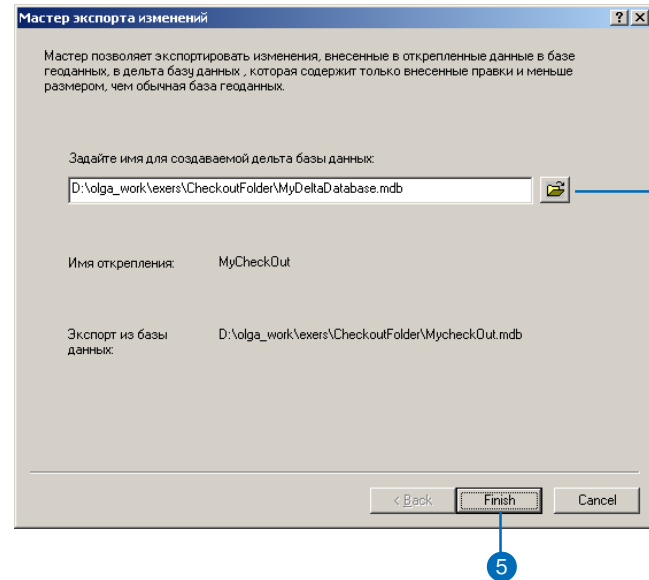 Мастер экспорта изменений
? X
Мастер позволяет экспортировать изменения, внесенные в открепленные данные в базе
геоданных, в дельта базу данных , которая содержит только внесенные правки и меньше
размером, чем обычная база геоданных.
Задайте имя для создаваемой дельта базы данных:
D:\olga_work\exers\CheckoutFolder\MyDeltaDatabase.mdb
Имя открепления: MyCheckOut
Экспорт из базы D:\olga_work\exers\CheckoutFolder\MycheckOut.mdb
данных:
< Back Finish Cancel
5